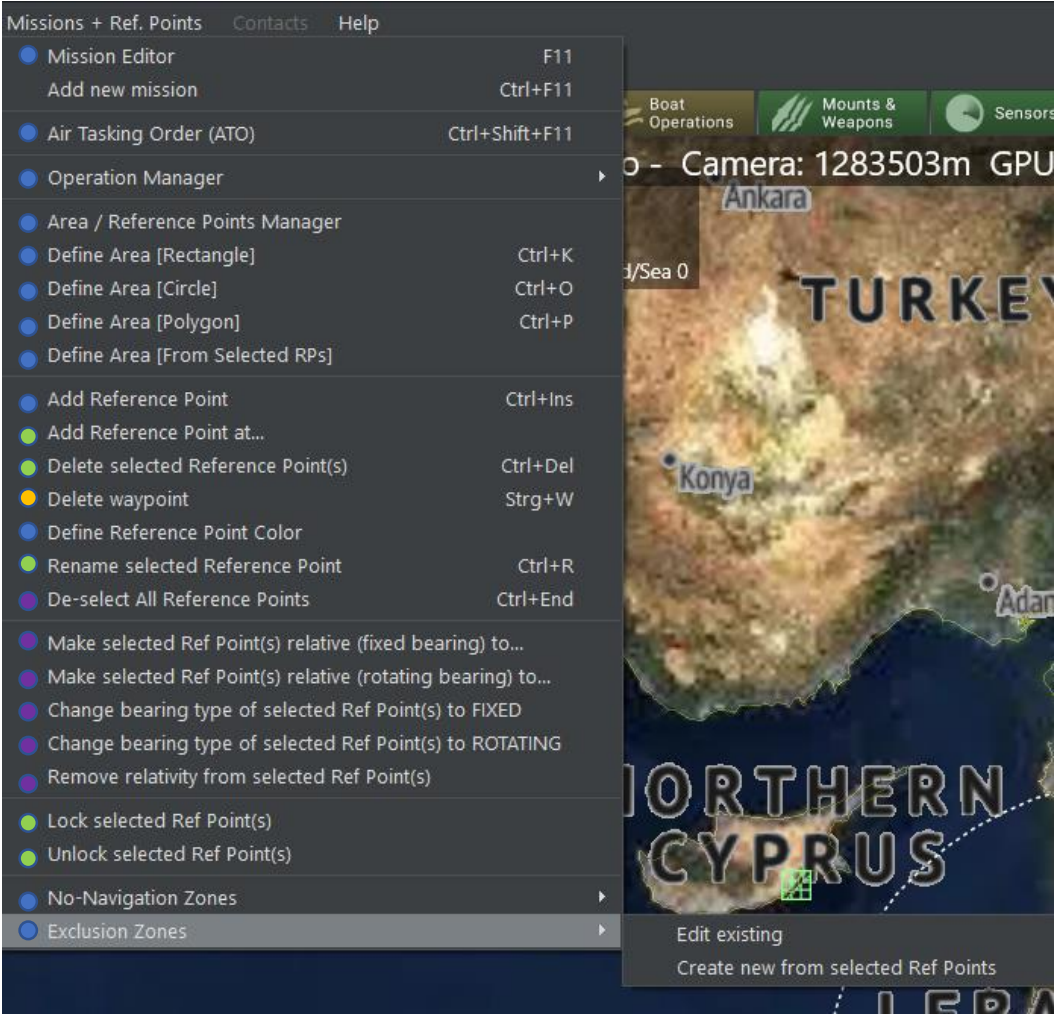 Missions + Ref. Points Contacts Help
Mission Editor F11
Add new mission Ctrl+F11
Air Tasking Order (ATO) Ctrl+Shift+F11
Operation Manager
Area / Reference Points Manager
Define Area [Rectangle] Ctrl+K
Define Area [Circle] Ctrl+O
Define Area [Polygon] Ctrl+P
Define Area [From Selected RPs]
Add Reference Point Ctrl+Ins
Add Reference Point at...
Delete selected Reference Point(s) Ctrl+Del
Delete waypoint Strg+W
Define Reference Point Color
Rename selected Reference Point Ctrl+R
De-select All Reference Points Ctrl+End
Make selected Ref Point(s) relative (fixed bearing) to...
Make selected Ref Point(s) relative (rotating bearing) to...
Change bearing type of selected Ref Point(s) to FIXED
Change bearing type of selected Ref Point(s) to ROTATING
Remove relativity from selected Ref Point(s)
Lock selected Ref Point(s)
Unlock selected Ref Point(s)
No-Navigation Zones
Exclusion Zones
Edit existing
Create new from selected Ref Points
Boat
Operations
Mounts &
Weapons
Sensors
- Camera: 1283503m GPU
Ankara
d/Sea 0
TURKEY
Konya
Adan
NORTHERN
CYPRUS
LEBA